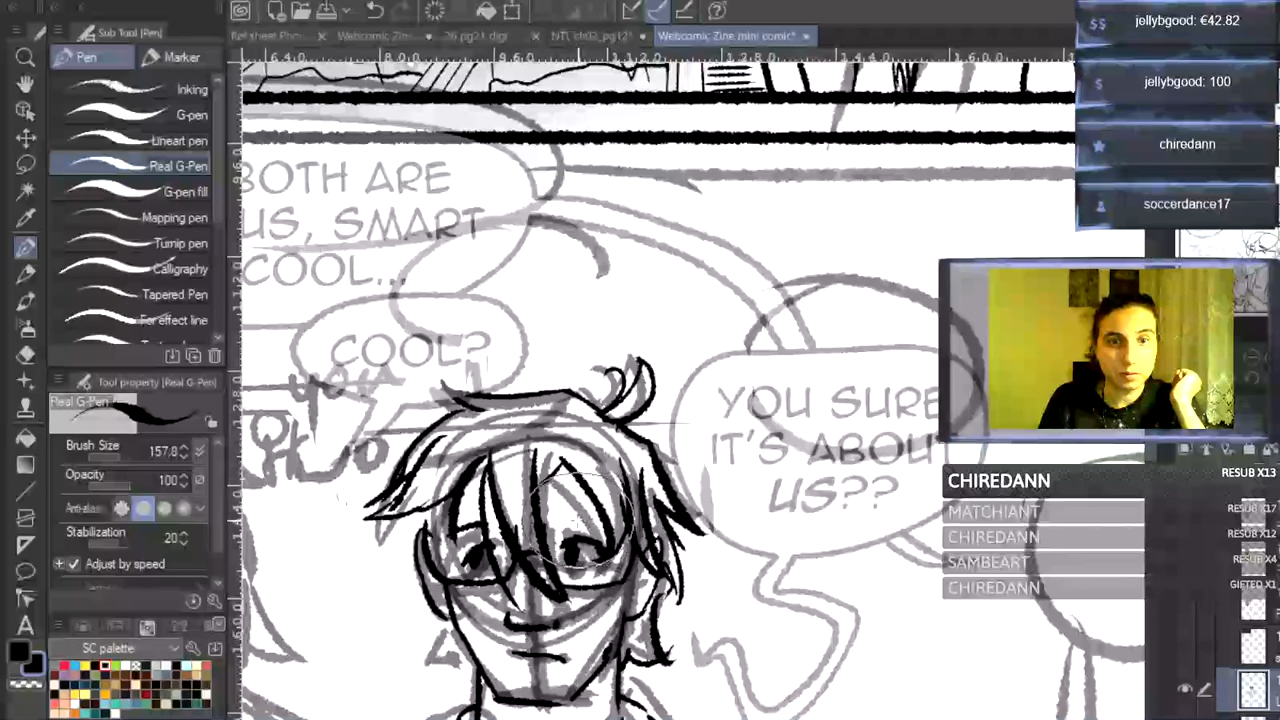 Sub Tool [Pen]
Pen
Marker
Inking
G-pen
Lineart pen
Real G-Pen
G-pen fill
Mapping pen
Turnip pen
Calligraphy
Tapered Pen
For effect line
Tool property [Real G-Pen]
Real G-Pen
Brush Size
157.8
Opacity
100
Anti-alias
Stabilization
20
Adjust by speed
SC palette
NTL ch02_pg12*
Webcomic Zine mini comic*
BOTH ARE
US, SMART
COOL...
COOL?
YOU SURE
IT'S ABOUT
US??
jellybgood: €42.82
jellybgood: 100
chiredann
soccerdance17
CHIREDANN
RESUB X13
MATCHIANT
RESUB X17
CHIREDANN
RESUB X12
SAMBEART
RESUB X4
CHIREDANN
GIFTED X1